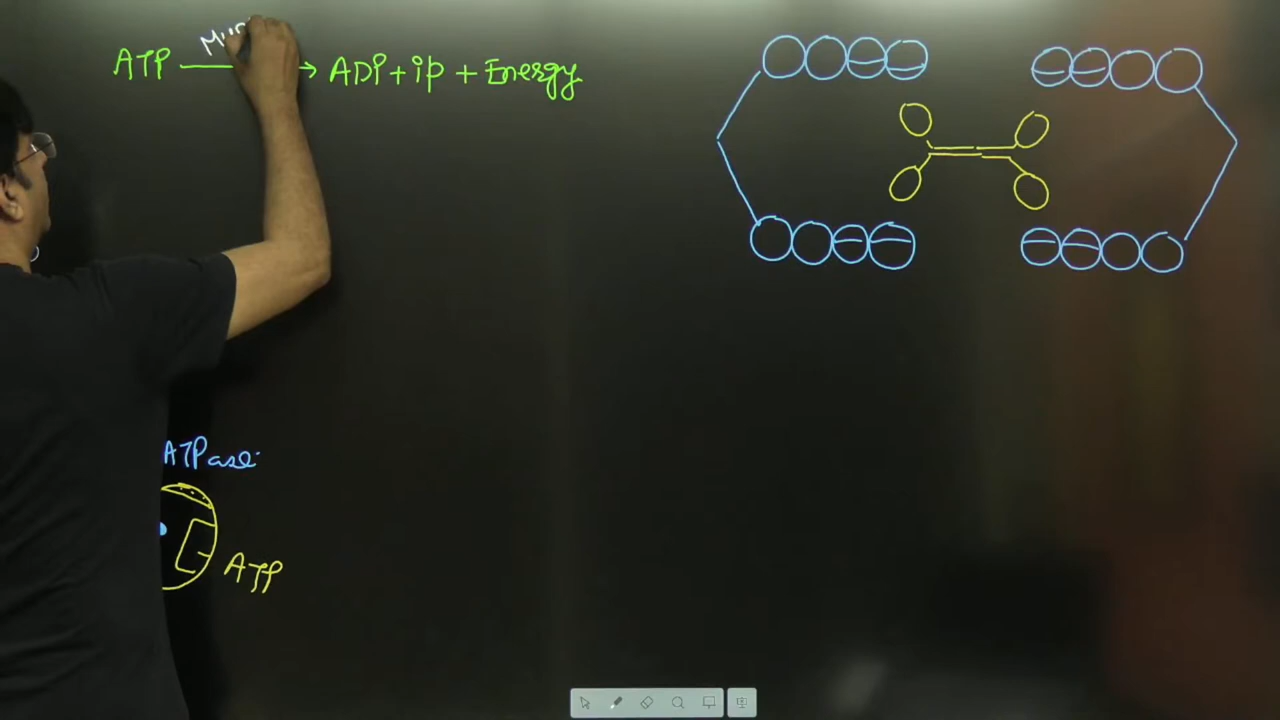 ATP → ADP + ip + Energy
ATPase
ATP